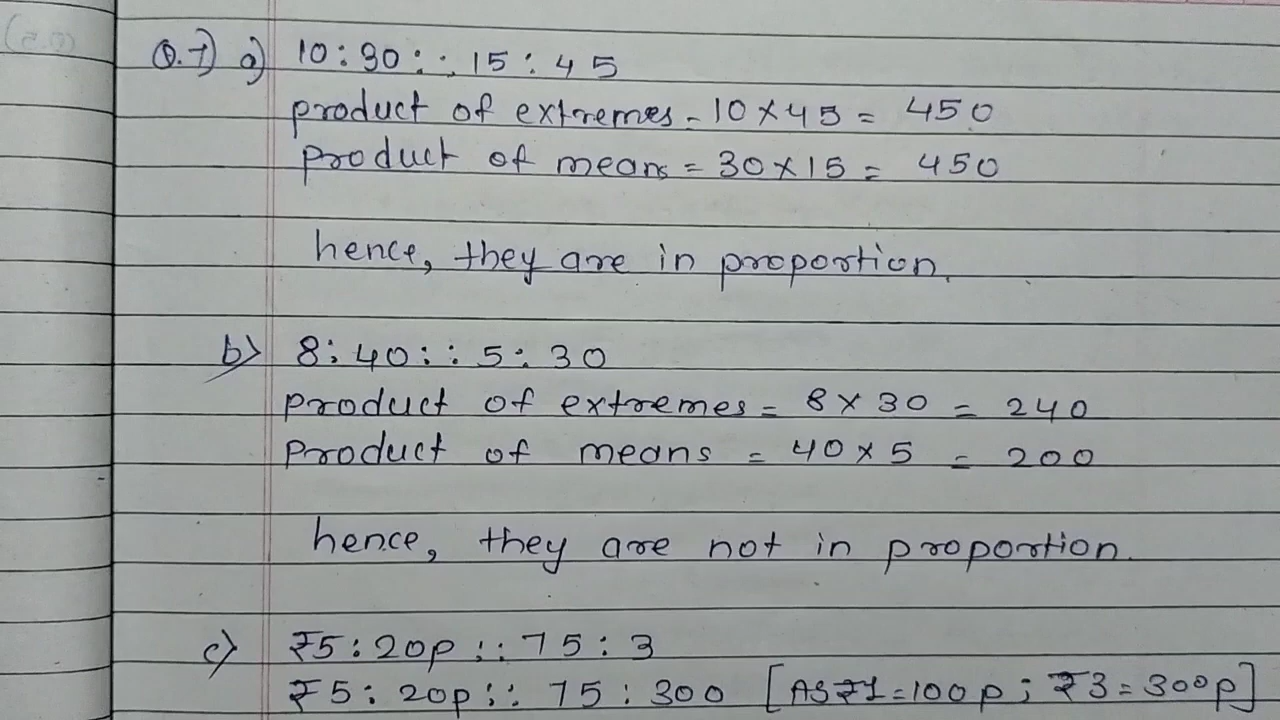 Q.7) a) 10:30::15:45
product of extremes - 10×45 = 450
product of means = 30×15 = 450
hence, they are in proportion.
b) 8:40::5:30
product of extremes = 8×30 = 240
Product of means = 40×5 = 200
hence, they are not in proportion.
c) ₹5:20p::75:3
₹5:20p::75:300 [AS ₹1=100p; ₹3=300p]